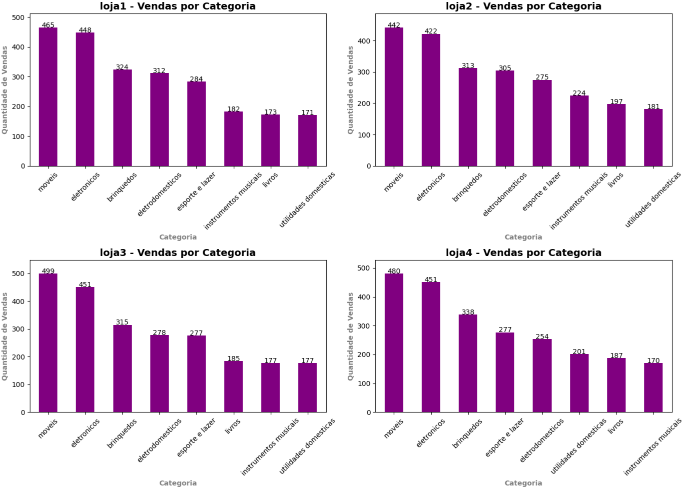 loja1 - Vendas por Categoria
Quantidade de Vendas
500
400
300
200
100
0
465
448
324
312
284
182
173
171
moveis
eletronicos
brinquedos
eletrodomesticos
esporte e lazer
instrumentos musicais
livros
utilidades domesticas
Categoria
loja2 - Vendas por Categoria
Quantidade de Vendas
400
300
200
100
0
442
422
313
305
275
224
197
181
moveis
eletronicos
brinquedos
eletrodomesticos
esporte e lazer
instrumentos musicais
livros
utilidades domesticas
Categoria
loja3 - Vendas por Categoria
Quantidade de Vendas
500
400
300
200
100
0
499
451
315
278
277
185
177
177
moveis
eletronicos
brinquedos
eletrodomesticos
esporte e lazer
livros
instrumentos musicais
utilidades domesticas
Categoria
loja4 - Vendas por Categoria
Quantidade de Vendas
500
400
300
200
100
0
480
451
338
277
254
201
187
170
moveis
eletronicos
brinquedos
esporte e lazer
eletrodomesticos
utilidades domesticas
livros
instrumentos musicais
Categoria